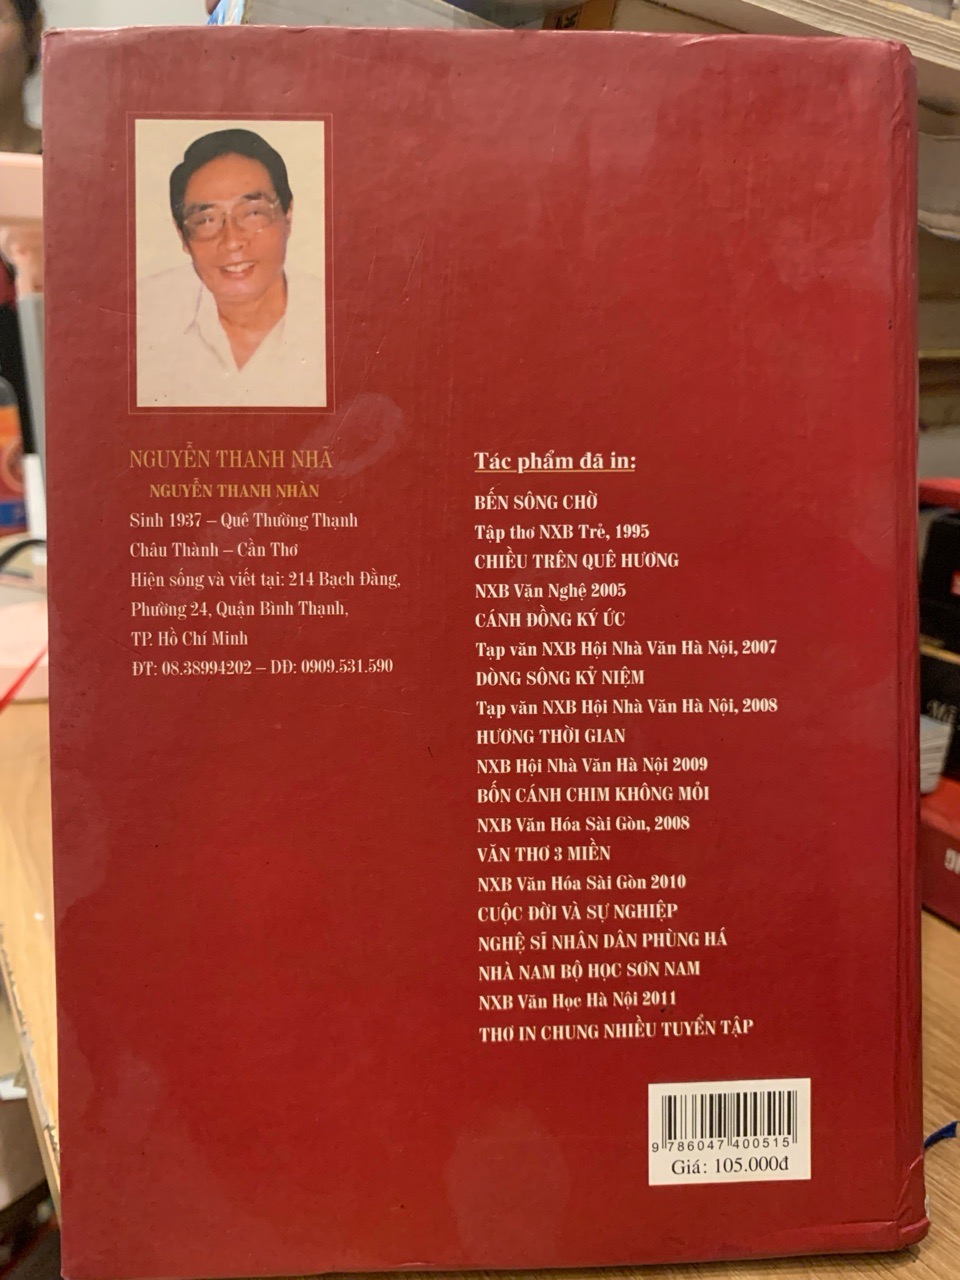 NGUYỄN THANH NHÃ
NGUYỄN THANH NHÀN
Sinh 1937 – Quê Thường Thạnh
Châu Thành – Cần Thơ
Hiện sống và viết tại: 214 Bạch Đằng,
Phường 24, Quận Bình Thạnh,
TP. Hồ Chí Minh
ĐT: 08.38994202 – DĐ: 0909.531.590
Tác phẩm đã in:
BẾN SÔNG CHỜ
Tập thơ NXB Trẻ, 1995
CHIỀU TRÊN QUÊ HƯƠNG
NXB Văn Nghệ 2005
CÁNH ĐỒNG KÝ ỨC
Tạp văn NXB Hội Nhà Văn Hà Nội, 2007
DÒNG SÔNG KỶ NIỆM
Tạp văn NXB Hội Nhà Văn Hà Nội, 2008
HƯƠNG THỜI GIAN
NXB Hội Nhà Văn Hà Nội 2009
BỐN CÁNH CHIM KHÔNG MỎI
NXB Văn Hóa Sài Gòn, 2008
VĂN THƠ 3 MIỀN
NXB Văn Hóa Sài Gòn 2010
CUỘC ĐỜI VÀ SỰ NGHIỆP
NGHỆ SĨ NHÂN DÂN PHÙNG HÁ
NHÀ NAM BỘ HỌC SƠN NAM
NXB Văn Học Hà Nội 2011
THƠ IN CHUNG NHIỀU TUYỂN TẬP
9 786047 400515
Giá: 105.000đ